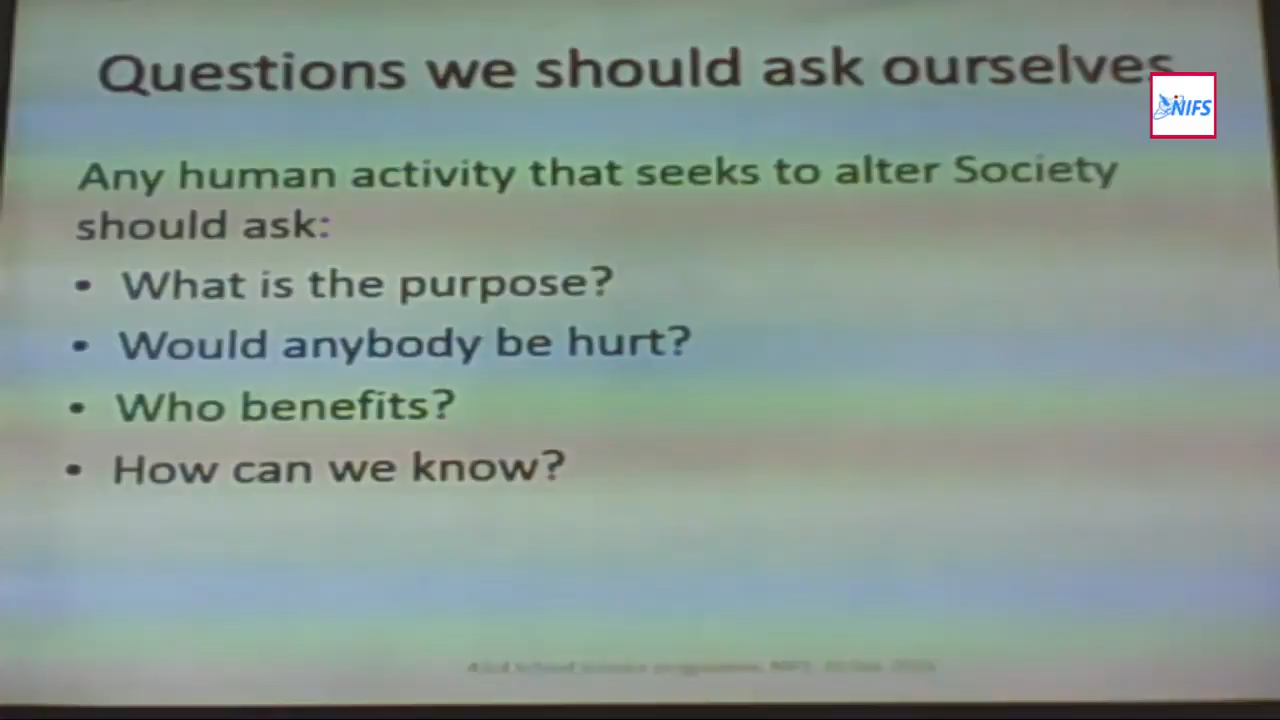 Questions we should ask ourselves
NIFS
Any human activity that seeks to alter Society
should ask:
• What is the purpose?
• Would anybody be hurt?
• Who benefits?
• How can we know?